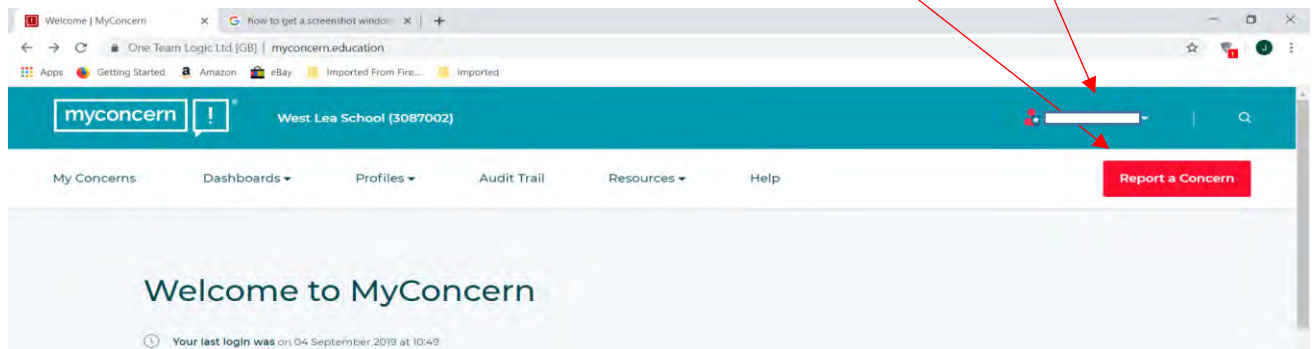 Welcome | MyConcern
how to get a screenshot window
One Team Logic Ltd [GB] | myconcern.education
Apps Getting Started Amazon eBay Imported From Fire... Imported
myconcern ! West Lea School (3087002)
My Concerns Dashboards Profiles Audit Trail Resources Help Report a Concern
Welcome to MyConcern
Your last login was on 04 September 2019 at 10:49